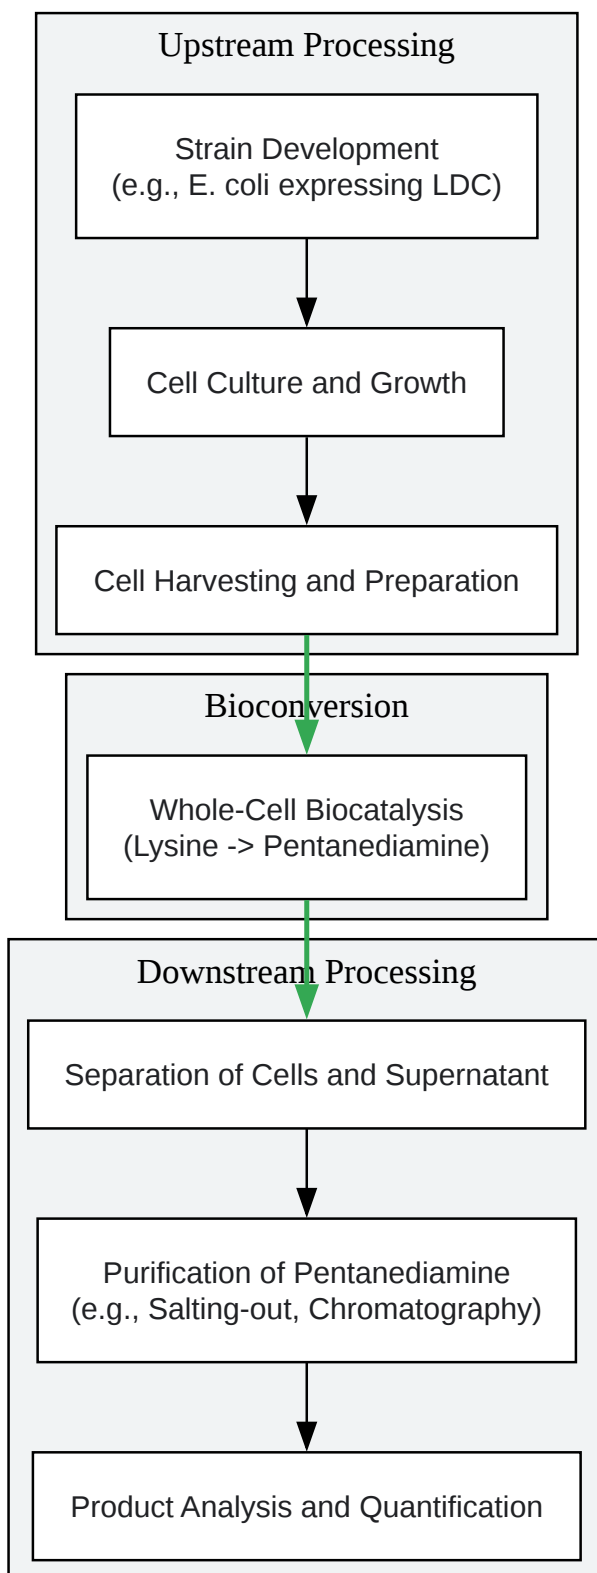 Upstream Processing
Strain Development
(e.g., E. coli expressing LDC)
Cell Culture and Growth
Cell Harvesting and Preparation
Bioconversion
Whole-Cell Biocatalysis
(Lysine -> Pentanediamine)
Downstream Processing
Separation of Cells and Supernatant
Purification of Pentanediamine
(e.g., Salting-out, Chromatography)
Product Analysis and Quantification